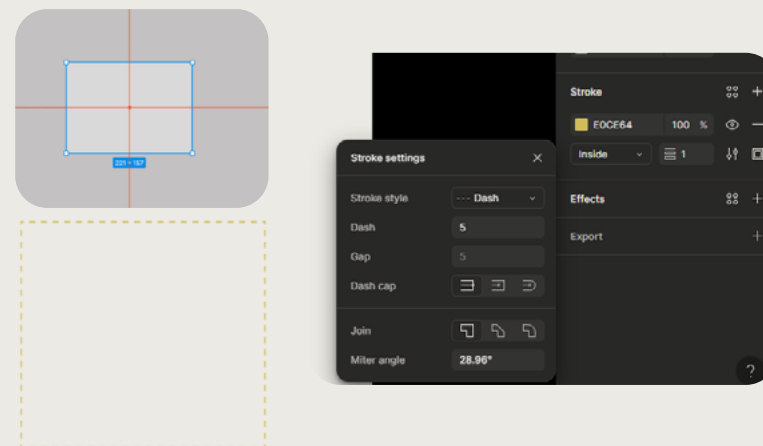 221 × 157
Stroke
E0CE64 100 %
Inside 1
Effects
Export
?
Stroke settings
Stroke style Dash
Dash 5
Gap 5
Dash cap
Join
Miter angle 28.96°